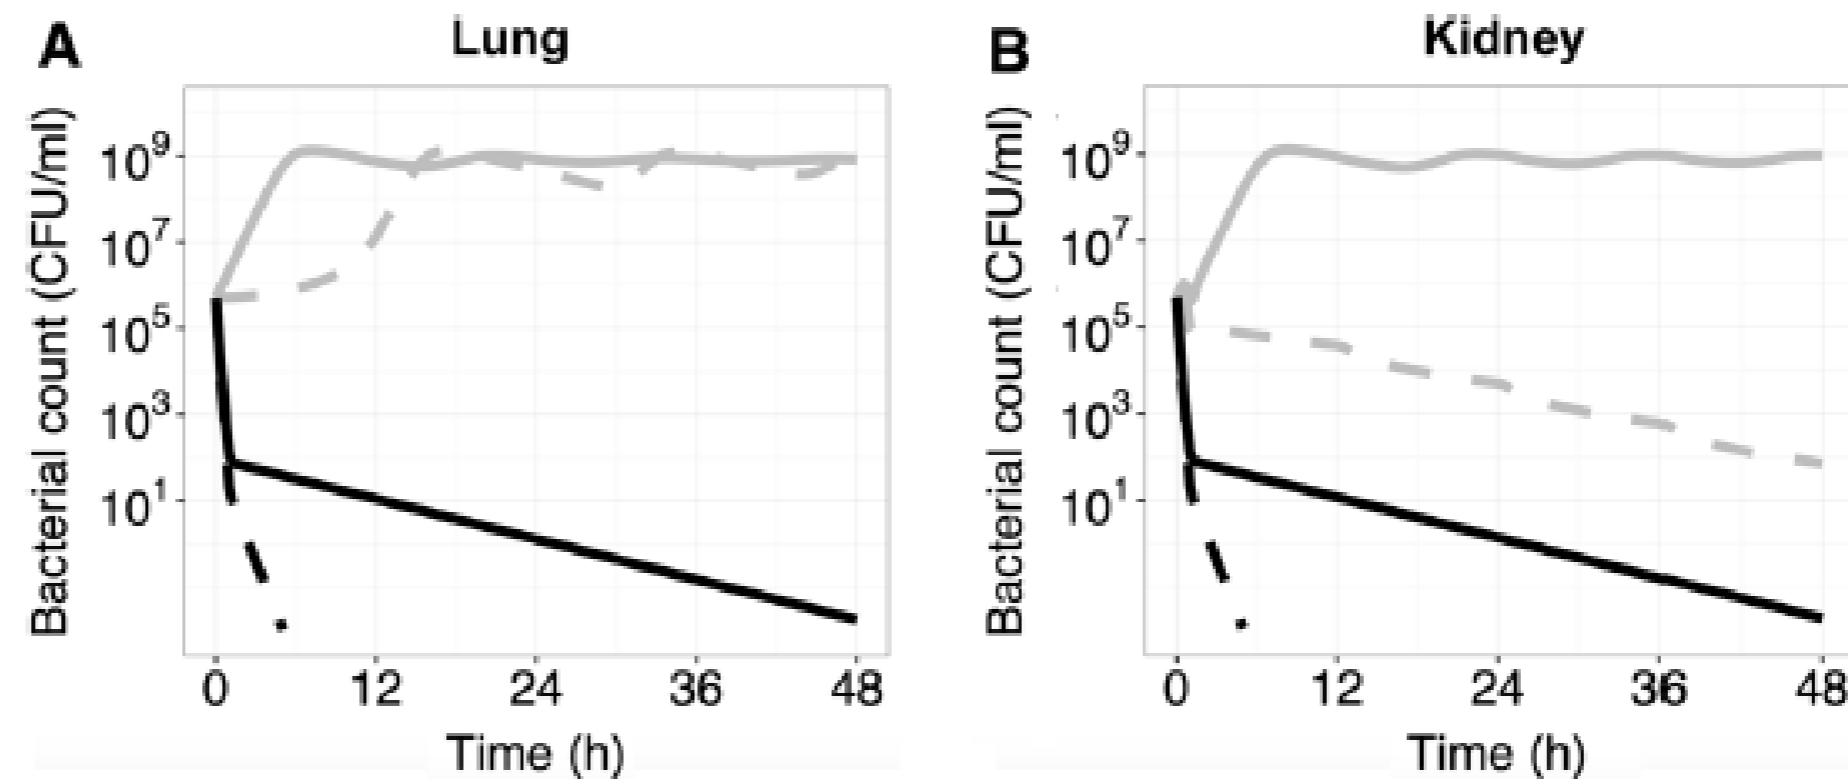 A
Lung
Bacterial count (CFU/ml)
10⁹
10⁷
10⁵
10³
10¹
0 12 24 36 48
Time (h)
B
Kidney
Bacterial count (CFU/ml)
10⁹
10⁷
10⁵
10³
10¹
0 12 24 36 48
Time (h)